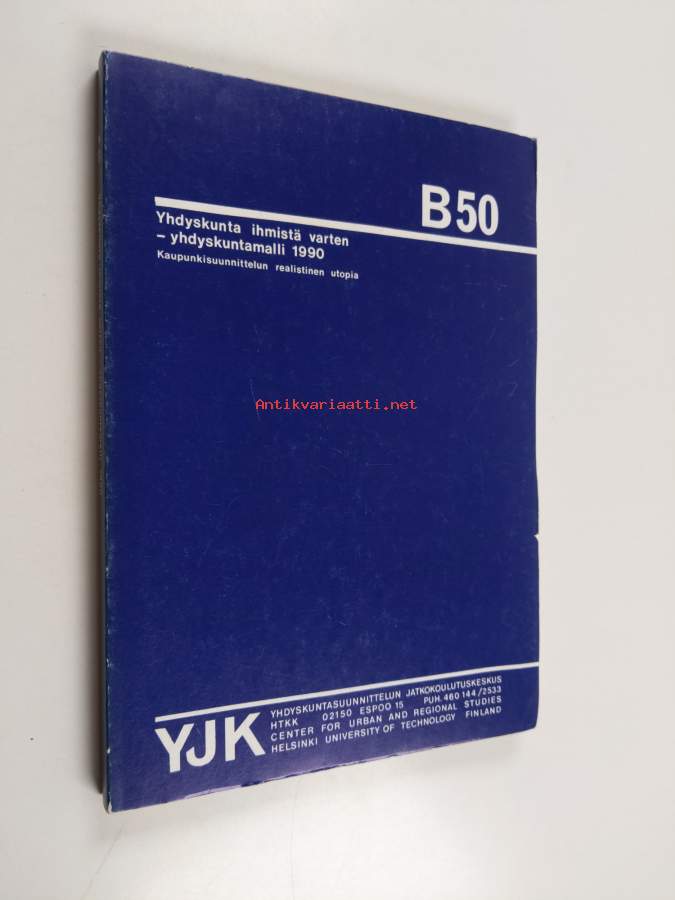 B50
Yhdyskunta ihmistä varten
– yhdyskuntamalli 1990
Kaupunkisuunnittelun realistinen utopia
Antikvariaatti.net
YJK
YHDYSKUNTASUUNNITTELUN JATKOKOULUTUSKESKUS
HTKK 02150 ESPOO 15 PUH. 460 144/2533
CENTER FOR URBAN AND REGIONAL STUDIES
HELSINKI UNIVERSITY OF TECHNOLOGY FINLAND